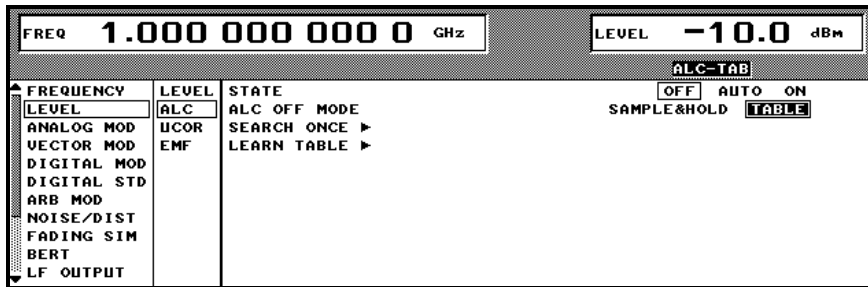 FREQ 1.000 000 000 0 GHz LEVEL -10.0 dBm
ALC-TAB
FREQUENCY LEVEL STATE OFF AUTO ON
LEVEL ALC ALC OFF MODE SAMPLE&HOLD TABLE
ANALOG MOD UCOR SEARCH ONCE ▶
VECTOR MOD EMF LEARN TABLE ▶
DIGITAL MOD
DIGITAL STD
ARB MOD
NOISE/DIST
FADING SIM
BERT
LF OUTPUT